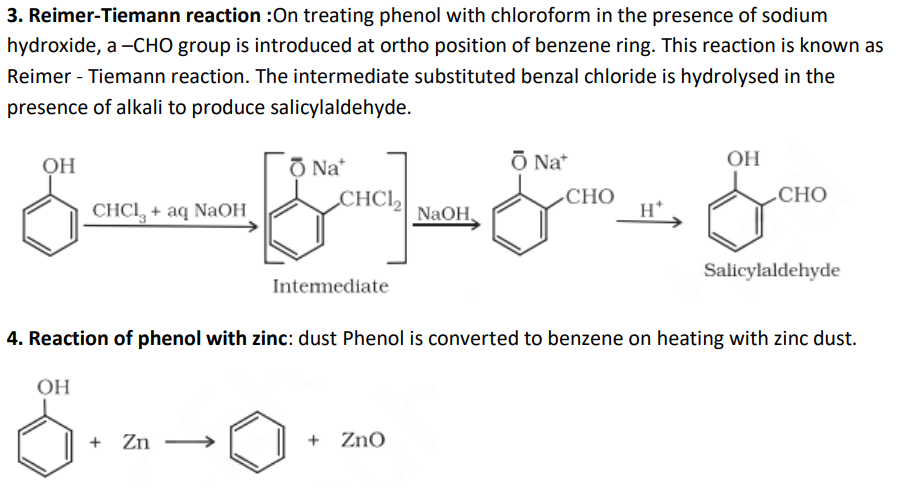 3. Reimer-Tiemann reaction :On treating phenol with chloroform in the presence of sodium
hydroxide, a –CHO group is introduced at ortho position of benzene ring. This reaction is known as
Reimer - Tiemann reaction. The intermediate substituted benzal chloride is hydrolysed in the
presence of alkali to produce salicylaldehyde.
OH
CHCl₃ + aq NaOH
Ō Na⁺
CHCl₂
Intermediate
NaOH
Ō Na⁺
CHO
H⁺
OH
CHO
Salicylaldehyde
4. Reaction of phenol with zinc: dust Phenol is converted to benzene on heating with zinc dust.
OH
+ Zn
+ ZnO